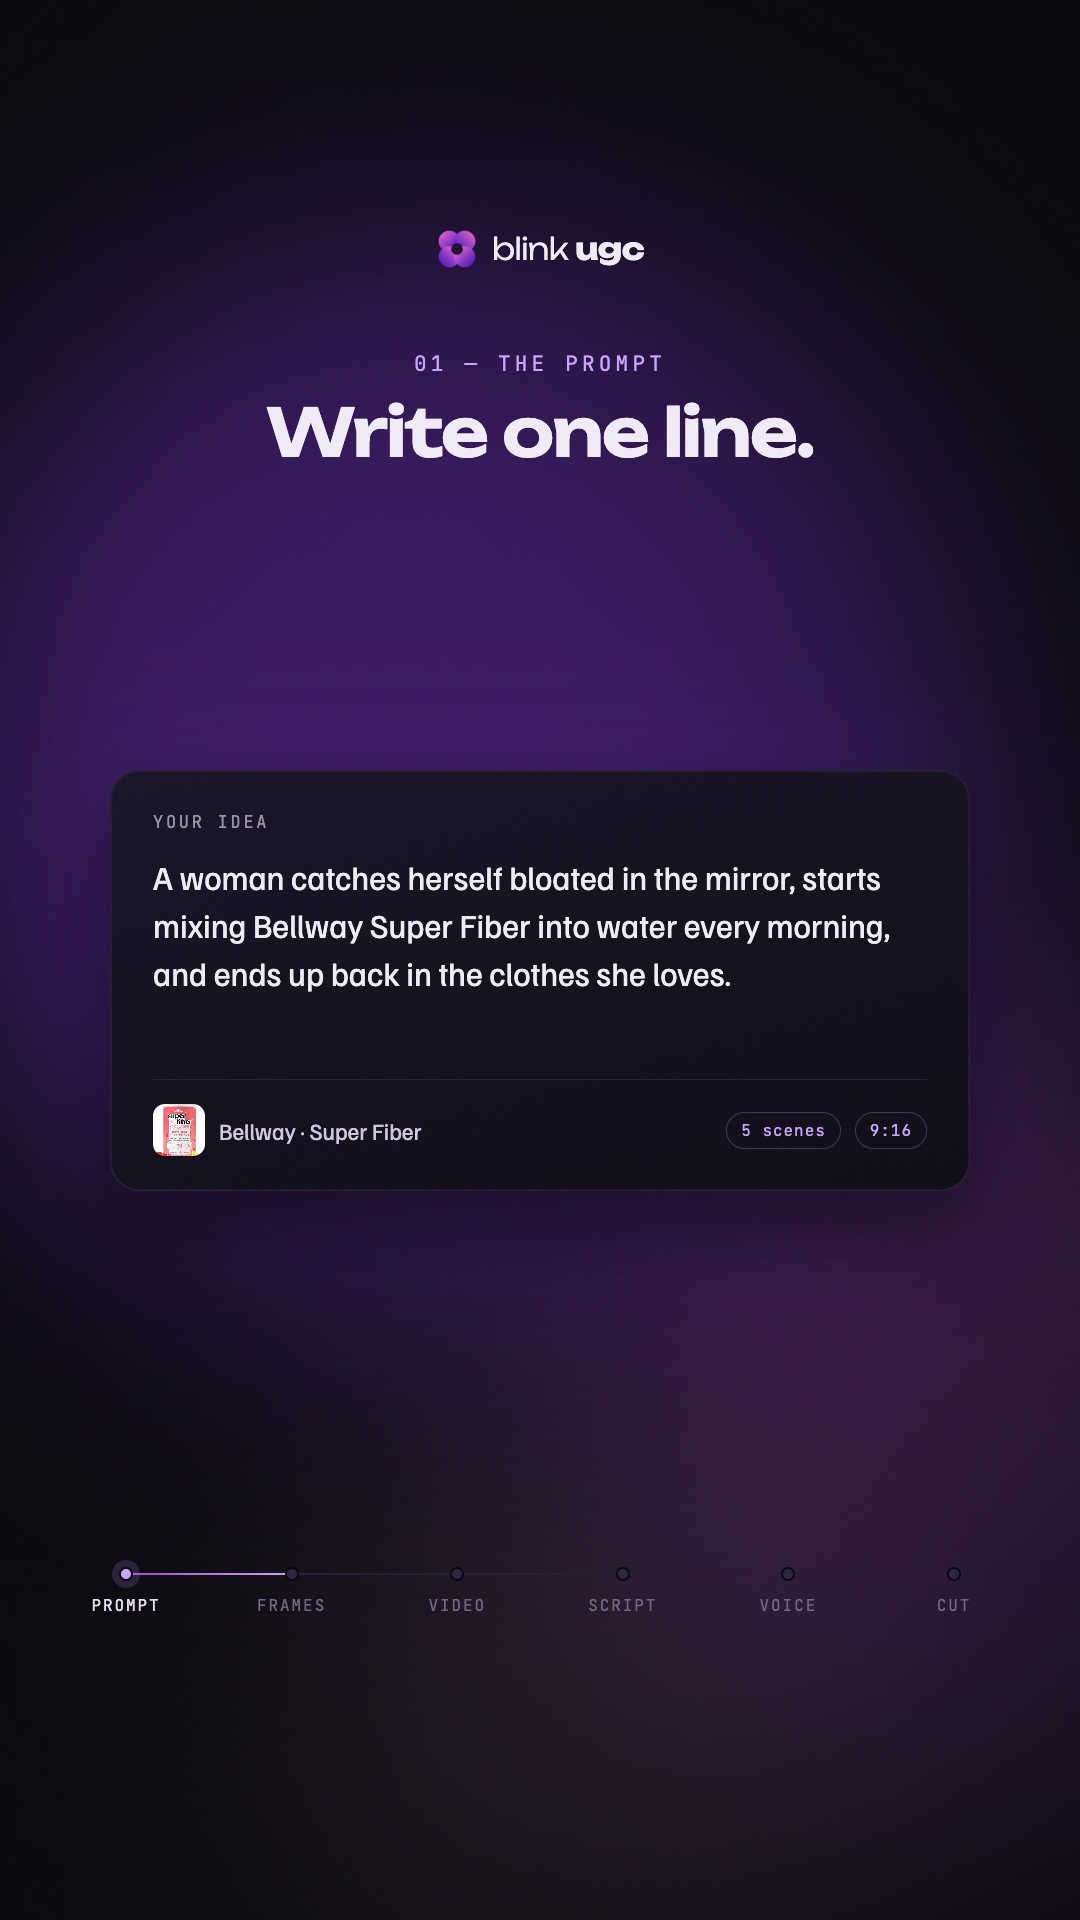 blink ugc
01 — THE PROMPT
Write one line.
YOUR IDEA
A woman catches herself bloated in the mirror, starts
mixing Bellway Super Fiber into water every morning,
and ends up back in the clothes she loves.
Bellway · Super Fiber
5 scenes
9:16
PROMPT
FRAMES
VIDEO
SCRIPT
VOICE
CUT